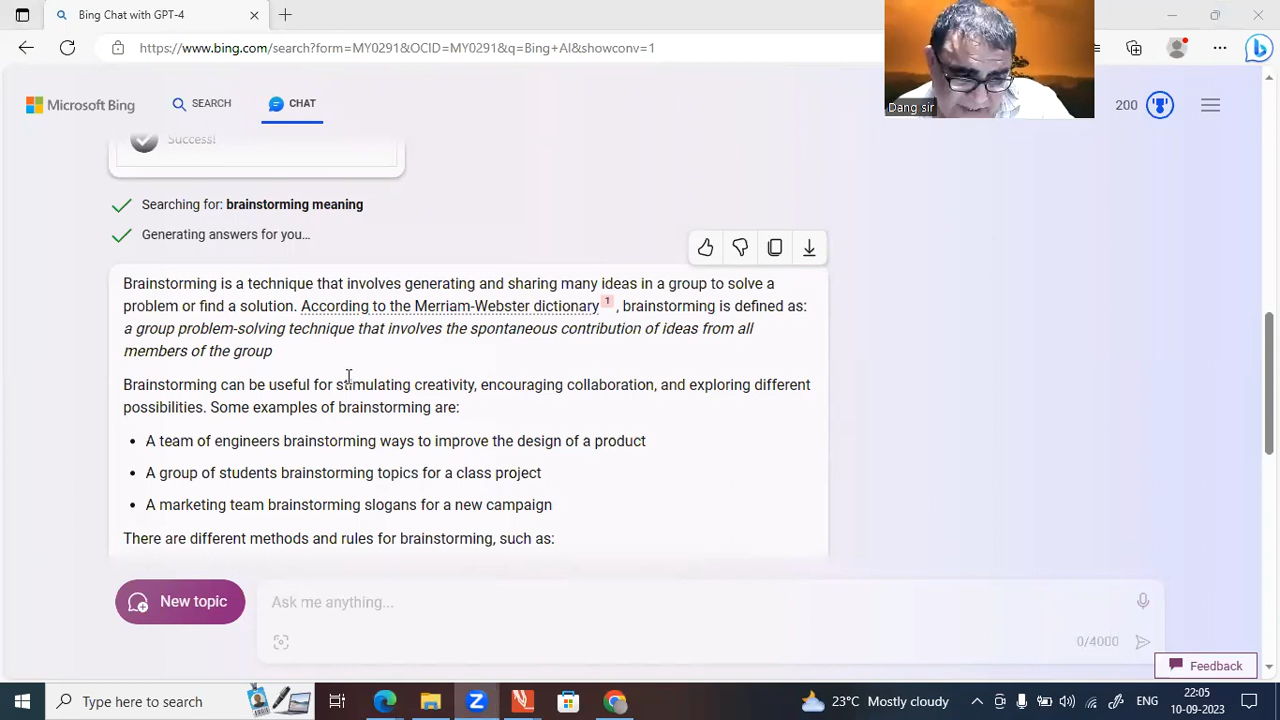 Bing Chat with GPT-4
https://www.bing.com/search?form=MY0291&OCID=MY0291&q=Bing+AI&showconv=1
Dang sir
Microsoft Bing
SEARCH
CHAT
200
Success!
Searching for: brainstorming meaning
Generating answers for you...
Brainstorming is a technique that involves generating and sharing many ideas in a group to solve a
problem or find a solution. According to the Merriam-Webster dictionary 1 , brainstorming is defined as:
a group problem-solving technique that involves the spontaneous contribution of ideas from all
members of the group
Brainstorming can be useful for stimulating creativity, encouraging collaboration, and exploring different
possibilities. Some examples of brainstorming are:
• A team of engineers brainstorming ways to improve the design of a product
• A group of students brainstorming topics for a class project
• A marketing team brainstorming slogans for a new campaign
There are different methods and rules for brainstorming, such as:
New topic
Ask me anything...
0/4000
Feedback
Type here to search
23°C Mostly cloudy
ENG
22:05
10-09-2023